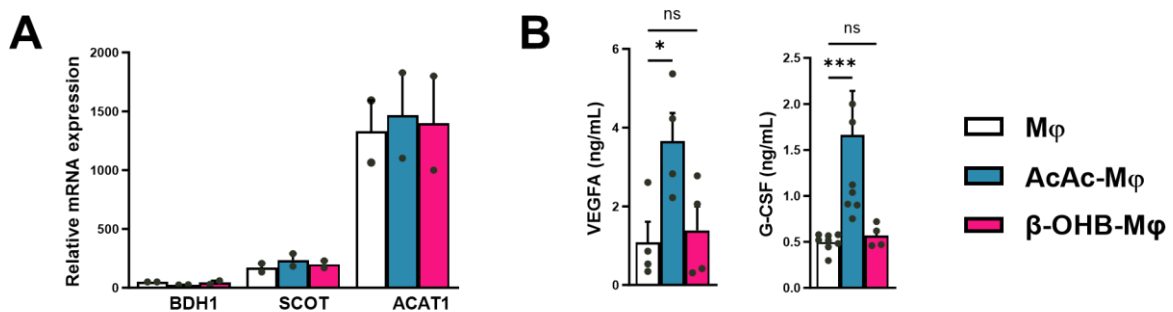 A
Relative mRNA expression
2000
1500
1000
500
0
BDH1 SCOT ACAT1
B
ns
*
VEGFA (ng/mL)
6
4
2
0
ns
***
G-CSF (ng/mL)
2.5
2.0
1.5
1.0
0.5
0.0
Mφ
AcAc-Mφ
β-OHB-Mφ